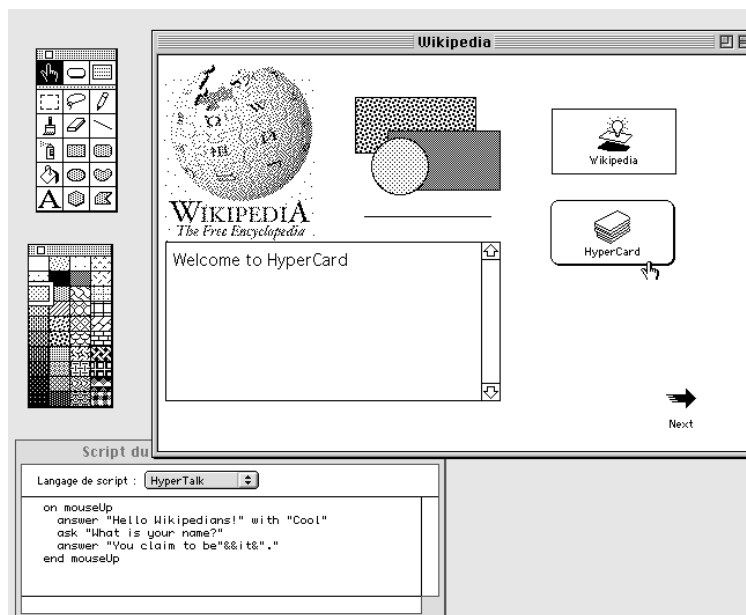 Wikipedia
WIKIPEDIA
The Free Encyclopedia
Wikipedia
HyperCard
Welcome to HyperCard
Next
Script du
Langage de script : HyperTalk
on mouseUp
answer "Hello Wikipedians!" with "Cool"
ask "What is your name?"
answer "You claim to be"&&it&"."
end mouseUp
A